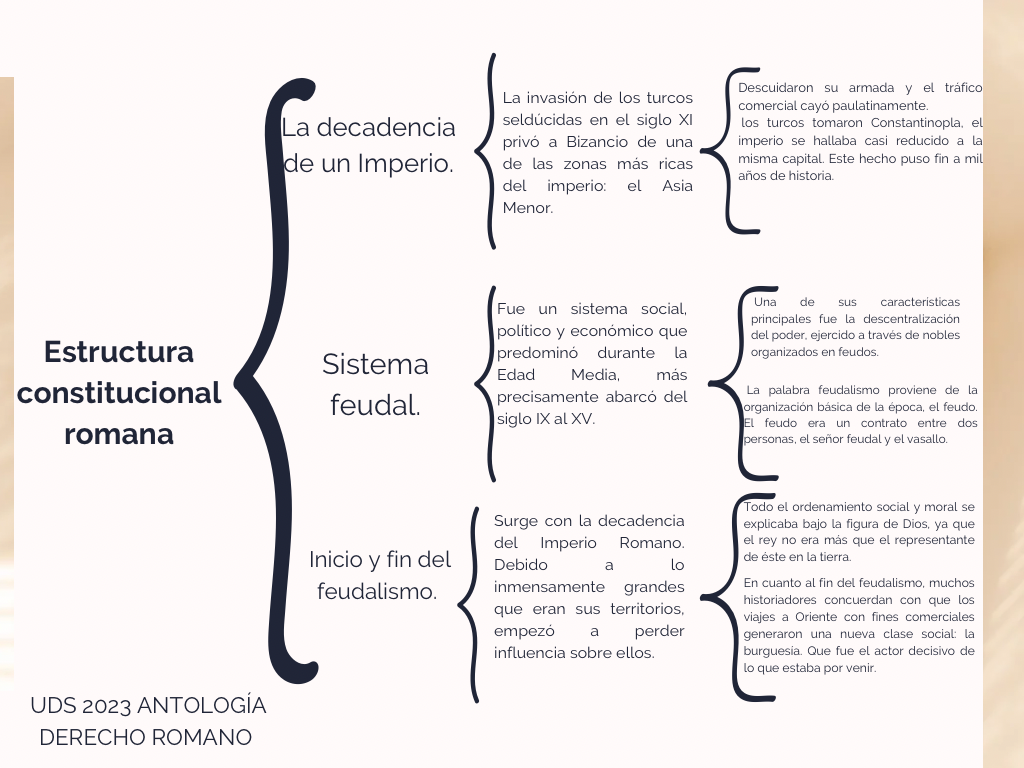 Estructura
constitucional
romana
La decadencia
de un Imperio.
La invasión de los turcos
seldúcidas en el siglo XI
privó a Bizancio de una
de las zonas más ricas
del imperio: el Asia
Menor.
Descuidaron su armada y el tráfico
comercial cayó paulatinamente.
los turcos tomaron Constantinopla, el
imperio se hallaba casi reducido a la
misma capital. Este hecho puso fin a mil
años de historia.
Sistema
feudal.
Fue un sistema social,
político y económico que
predominó durante la
Edad Media, más
precisamente abarcó del
siglo IX al XV.
Una de sus características
principales fue la descentralización
del poder, ejercido a través de nobles
organizados en feudos.
La palabra feudalismo proviene de la
organización básica de la época, el feudo.
El feudo era un contrato entre dos
personas, el señor feudal y el vasallo.
Inicio y fin del
feudalismo.
Surge con la decadencia
del Imperio Romano.
Debido a lo
inmensamente grandes
que eran sus territorios,
empezó a perder
influencia sobre ellos.
Todo el ordenamiento social y moral se
explicaba bajo la figura de Dios, ya que
el rey no era más que el representante
de éste en la tierra.
En cuanto al fin del feudalismo, muchos
historiadores concuerdan con que los
viajes a Oriente con fines comerciales
generaron una nueva clase social: la
burguesía. Que fue el actor decisivo de
lo que estaba por venir.
UDS 2023 ANTOLOGÍA
DERECHO ROMANO